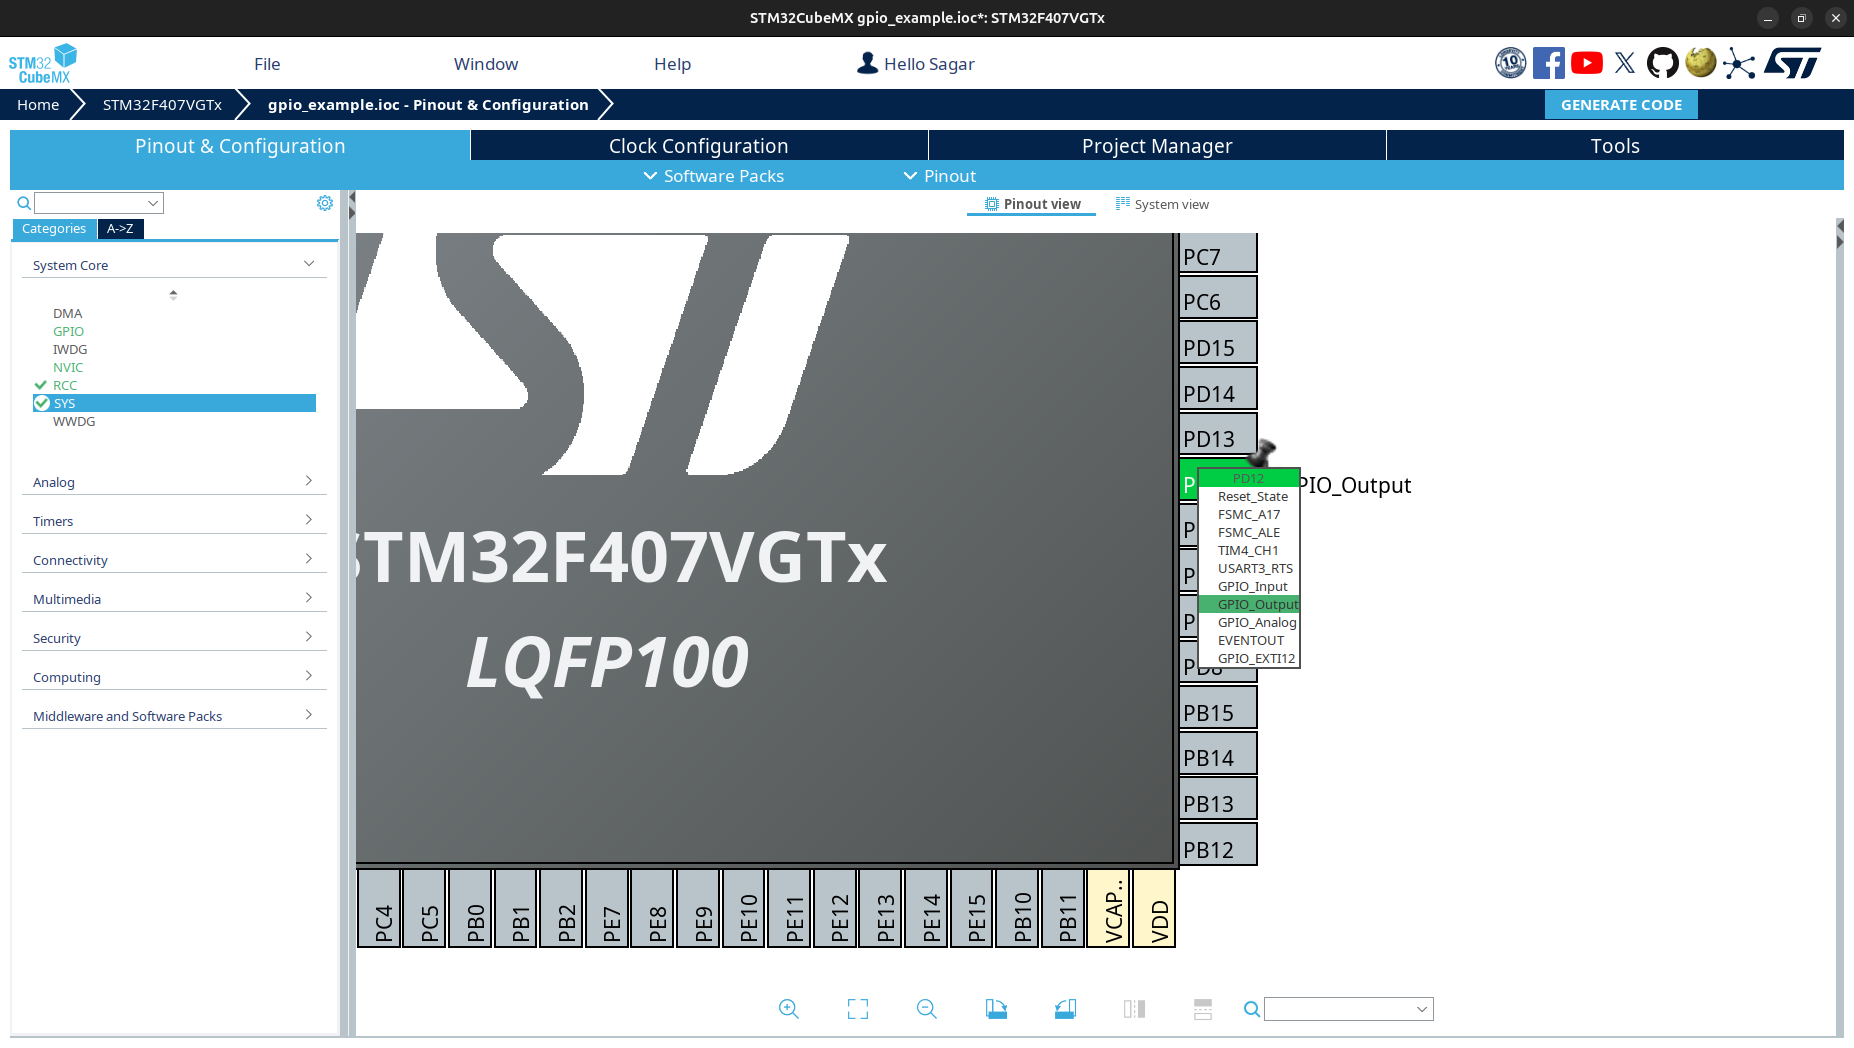 STM32CubeMX gpio_example.ioc*: STM32F407VGTx
STM32
CubeMX
File
Window
Help
Hello Sagar
10
Home
STM32F407VGTx
gpio_example.ioc - Pinout & Configuration
GENERATE CODE
Pinout & Configuration
Clock Configuration
Project Manager
Tools
Software Packs
Pinout
Pinout view
System view
Categories
A->Z
System Core
DMA
GPIO
IWDG
NVIC
RCC
SYS
WWDG
Analog
Timers
Connectivity
Multimedia
Security
Computing
Middleware and Software Packs
STM32F407VGTx
LQFP100
PC7
PC6
PD15
PD14
PD13
PIO_Output
PD12
Reset_State
FSMC_A17
FSMC_ALE
TIM4_CH1
USART3_RTS
GPIO_Input
GPIO_Output
GPIO_Analog
EVENTOUT
GPIO_EXTI12
PD8
PB15
PB14
PB13
PB12
PC4
PC5
PB0
PB1
PB2
PE7
PE8
PE9
PE10
PE11
PE12
PE13
PE14
PE15
PB10
PB11
VCAP..
VDD